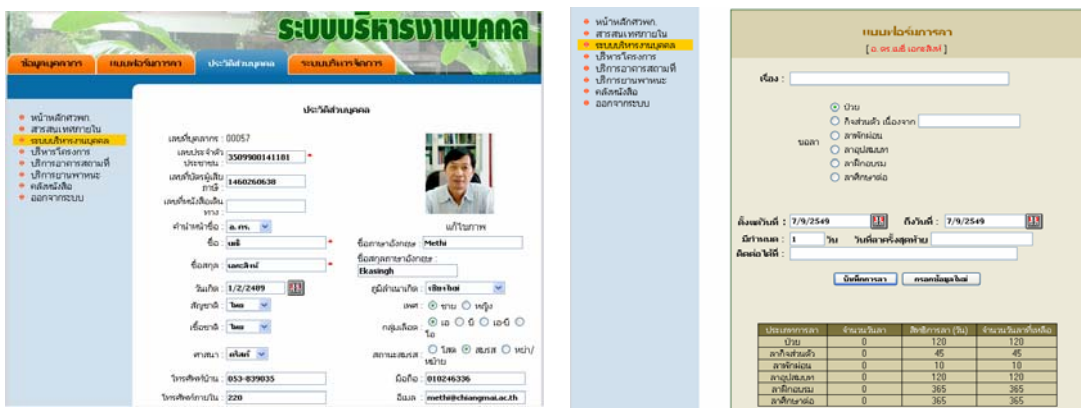 ระบบบริหารงานบุคคล
ข้อมูลบุคลากร แบบฟอร์มการลา ประวัติส่วนบุคคล ระบบบริหารจัดการ
หน้าหลักศวพก.
สารสนเทศภายใน
ระบบบริหารงานบุคคล
บริหารโครงการ
บริการอาคารสถานที่
บริการยานพาหนะ
คลังหนังสือ
ออกจากระบบ
ประวัติส่วนบุคคล
เลขที่บุคลากร : 00057
เลขประจำตัวประชาชน : 3509900141181 *
เลขที่บัตรผู้เสียภาษี : 1460260638
เลขที่หนังสือเดินทาง :
คำนำหน้าชื่อ : อ. ดร.
แก้ไขภาพ
ชื่อ : เมธี * ชื่อภาษาอังกฤษ : Methi
ชื่อสกุล : เอกะสิงห์ * ชื่อสกุลภาษาอังกฤษ : Ekasingh
วันเกิด : 1/2/2489 ภูมิลำเนาเกิด : เชียงใหม่
สัญชาติ : ไทย เพศ : ชาย หญิง
เชื้อชาติ : ไทย กลุ่มเลือด : เอ บี เอ-บี โอ
ศาสนา : คริสต์ สถานะสมรส : โสด สมรส หย่า/หม้าย
โทรศัพท์บ้าน : 053-839035 มือถือ : 010246336
โทรศัพท์ภายใน : 220 อีเมล : methi@chiangmai.ac.th
หน้าหลักศวพก.
สารสนเทศภายใน
ระบบบริหารงานบุคคล
บริหารโครงการ
บริการอาคารสถานที่
บริการยานพาหนะ
คลังหนังสือ
ออกจากระบบ
แบบฟอร์มการลา
[ อ. ดร.เมธี เอกะสิงห์ ]
เรื่อง :
ขอลา
ป่วย
กิจส่วนตัว เนื่องจาก
ลาพักผ่อน
ลาอุปสมบท
ลาฝึกอบรม
ลาศึกษาต่อ
ตั้งแต่วันที่ : 7/9/2549 ถึงวันที่ : 7/9/2549
มีกำหนด : 1 วัน วันที่ลาครั้งสุดท้าย
ติดต่อได้ที่ :
บันทึกการลา กรอกข้อมูลใหม่
ประเภทการลา จำนวนวันลา สิทธิการลา (วัน) จำนวนวันลาที่เหลือ
ป่วย 0 120 120
ลากิจส่วนตัว 0 45 45
ลาพักผ่อน 0 10 10
ลาอุปสมบท 0 120 120
ลาฝึกอบรม 0 365 365
ลาศึกษาต่อ 0 365 365